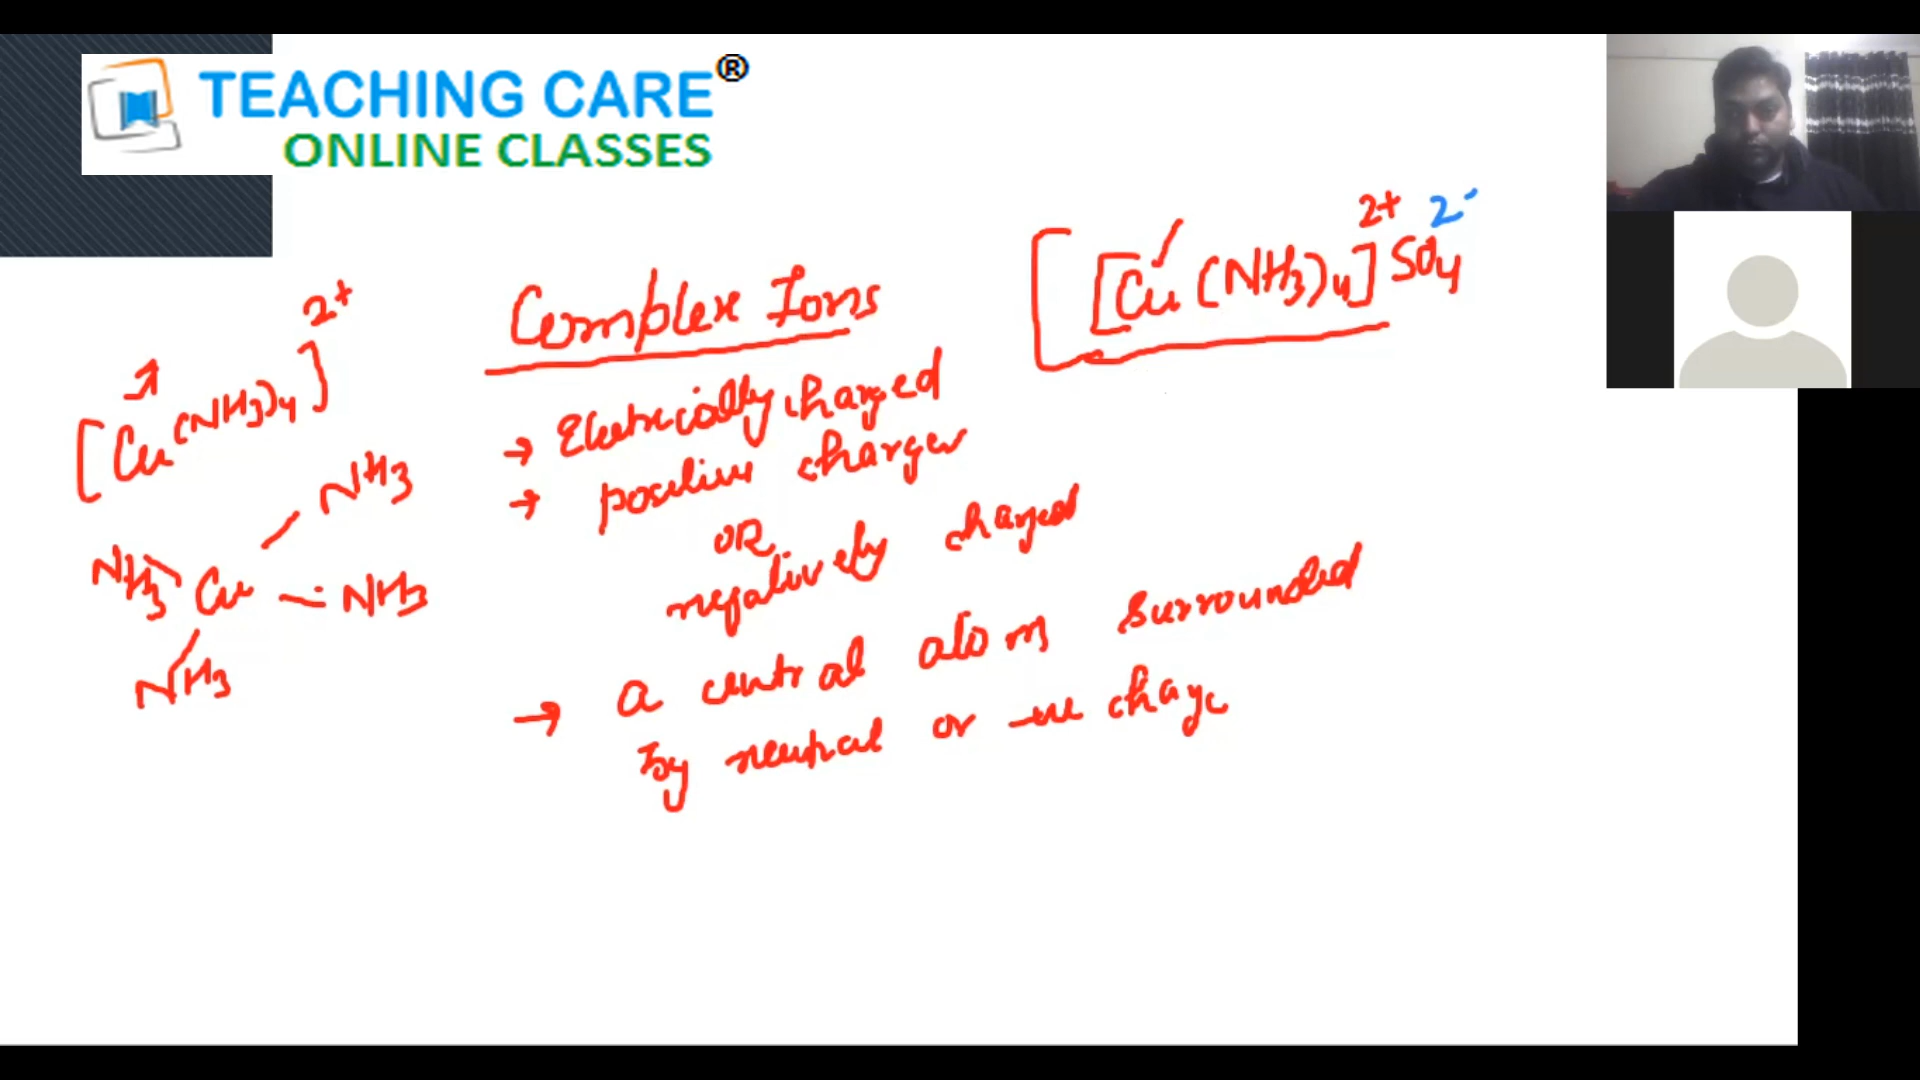 TEACHING CARE®
ONLINE CLASSES
[[Cu(NH3)4]2+ SO4 2-
Complex Ions
[Cu(NH3)4]2+
→ Electrically charged
→ positive charger
OR
negatively charged
NH3
NH3 Cu - NH3
NH3
→ a central atom surrounded
by neutral or -ve charge